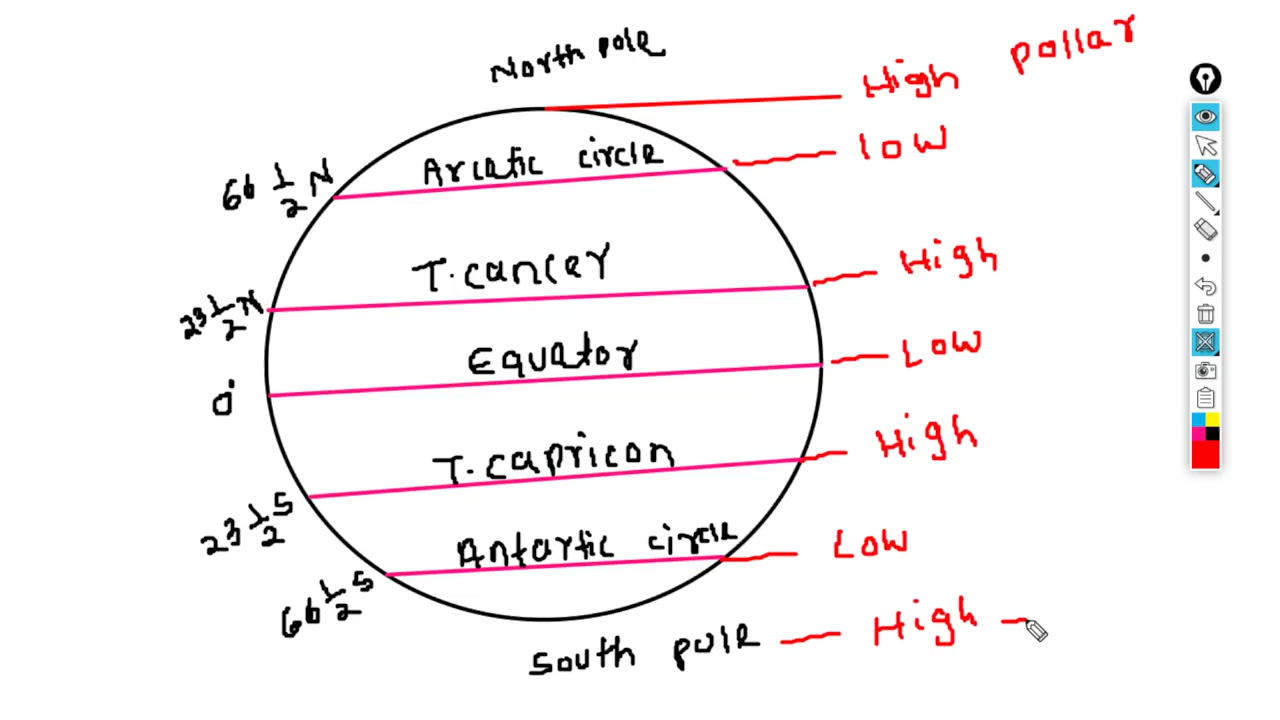 North pole
High pollar
66 1/2 N Arcatic circle LOW
23 1/2 N T.cancer High
0° Equator LOW
23 1/2 S T.capricon High
66 1/2 S Antartic circle LOW
South pole High